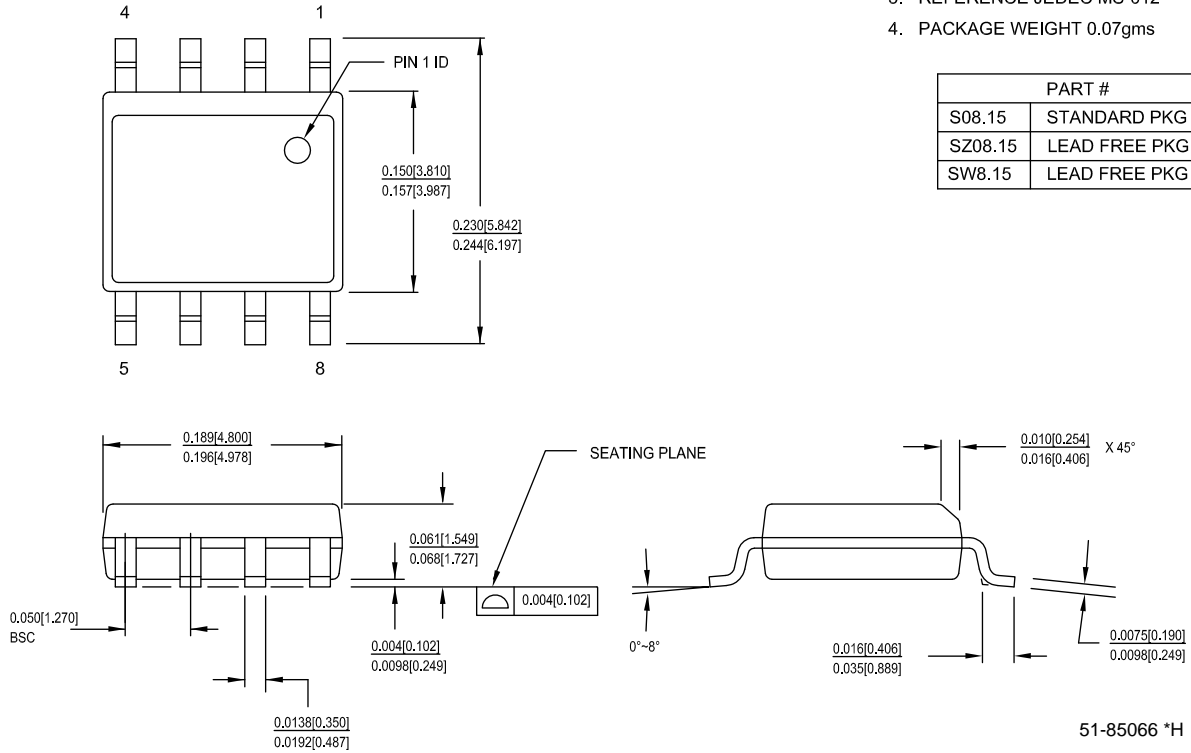 3. REFERENCE JEDEC MS-012
4. PACKAGE WEIGHT 0.07gms
PART #
S08.15 STANDARD PKG
SZ08.15 LEAD FREE PKG
SW8.15 LEAD FREE PKG
4 1
PIN 1 ID
0.150[3.810]
0.157[3.987]
0.230[5.842]
0.244[6.197]
5 8
0.189[4.800]
0.196[4.978]
SEATING PLANE
0.010[0.254]
0.016[0.406]
X 45°
0.061[1.549]
0.068[1.727]
0.004[0.102]
0.050[1.270]
BSC
0.004[0.102]
0.0098[0.249]
0°~8°
0.016[0.406]
0.035[0.889]
0.0075[0.190]
0.0098[0.249]
0.0138[0.350]
0.0192[0.487]
51-85066 *H